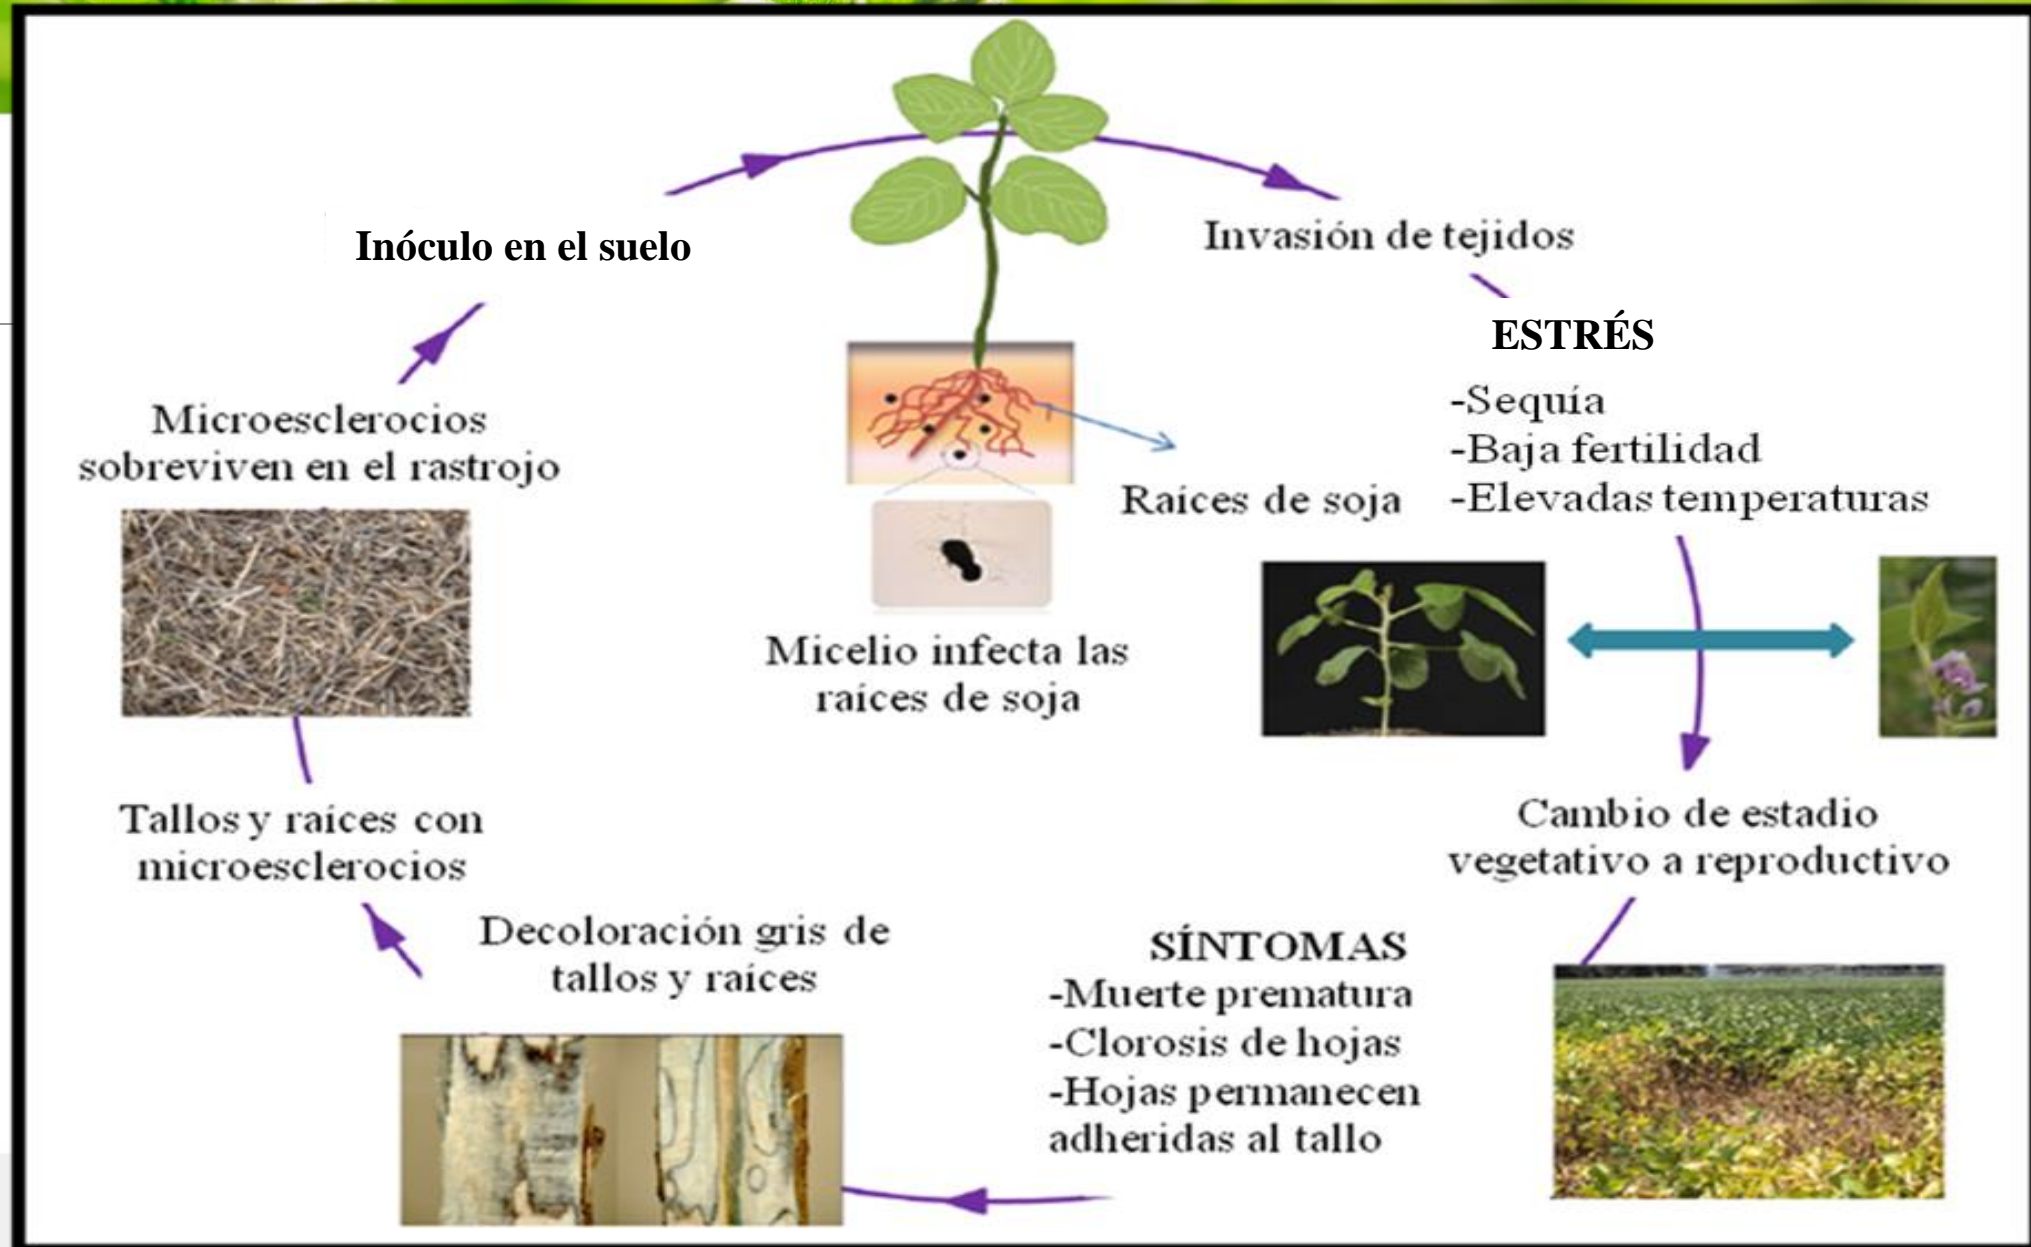 Inóculo en el suelo
Invasión de tejidos
ESTRÉS
-Sequía
-Baja fertilidad
-Elevadas temperaturas
Microesclerocios
sobreviven en el rastrojo
Raíces de soja
Micelio infecta las
raíces de soja
Cambio de estadio
vegetativo a reproductivo
Tallos y raíces con
microesclerocios
Decoloración gris de
tallos y raíces
SÍNTOMAS
-Muerte prematura
-Clorosis de hojas
-Hojas permanecen
adheridas al tallo